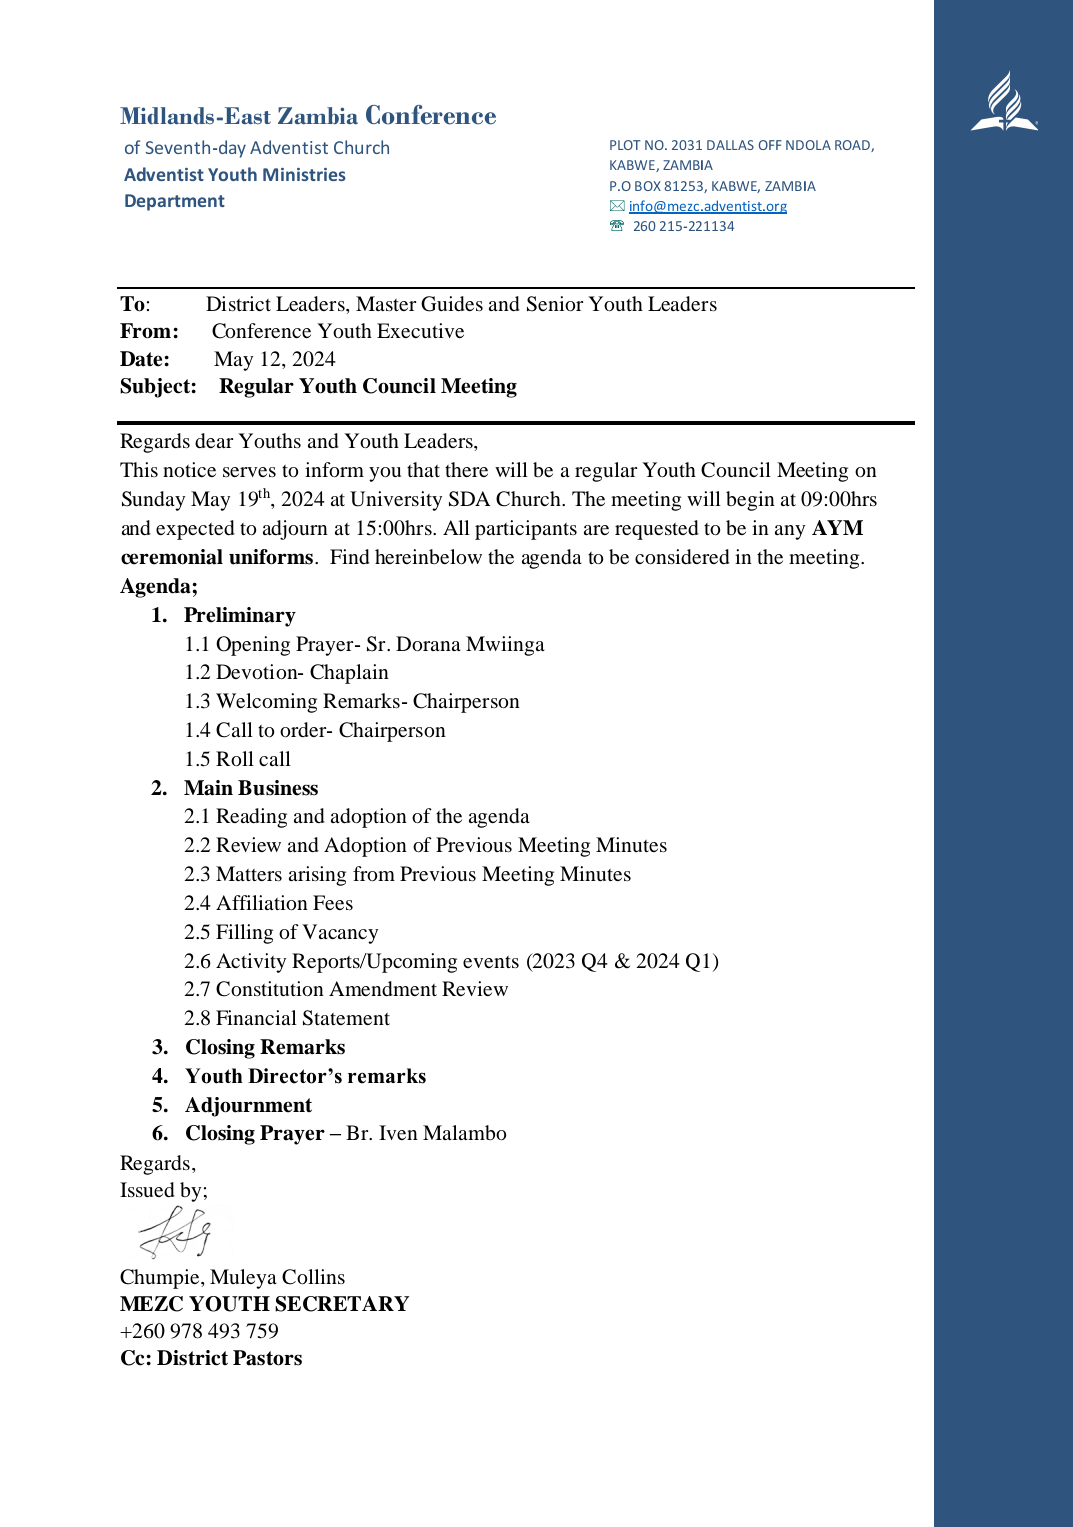 Midlands-East Zambia Conference
of Seventh-day Adventist Church
Adventist Youth Ministries
Department
PLOT NO. 2031 DALLAS OFF NDOLA ROAD,
KABWE, ZAMBIA
P.O BOX 81253, KABWE, ZAMBIA
info@mezc.adventist.org
260 215-221134
To: District Leaders, Master Guides and Senior Youth Leaders
From: Conference Youth Executive
Date: May 12, 2024
Subject: Regular Youth Council Meeting
Regards dear Youths and Youth Leaders,
This notice serves to inform you that there will be a regular Youth Council Meeting on
Sunday May 19th, 2024 at University SDA Church. The meeting will begin at 09:00hrs
and expected to adjourn at 15:00hrs. All participants are requested to be in any AYM
ceremonial uniforms. Find hereinbelow the agenda to be considered in the meeting.
Agenda;
1. Preliminary
1.1 Opening Prayer- Sr. Dorana Mwiinga
1.2 Devotion- Chaplain
1.3 Welcoming Remarks- Chairperson
1.4 Call to order- Chairperson
1.5 Roll call
2. Main Business
2.1 Reading and adoption of the agenda
2.2 Review and Adoption of Previous Meeting Minutes
2.3 Matters arising from Previous Meeting Minutes
2.4 Affiliation Fees
2.5 Filling of Vacancy
2.6 Activity Reports/Upcoming events (2023 Q4 & 2024 Q1)
2.7 Constitution Amendment Review
2.8 Financial Statement
3. Closing Remarks
4. Youth Director’s remarks
5. Adjournment
6. Closing Prayer – Br. Iven Malambo
Regards,
Issued by;
Chumpie, Muleya Collins
MEZC YOUTH SECRETARY
+260 978 493 759
Cc: District Pastors